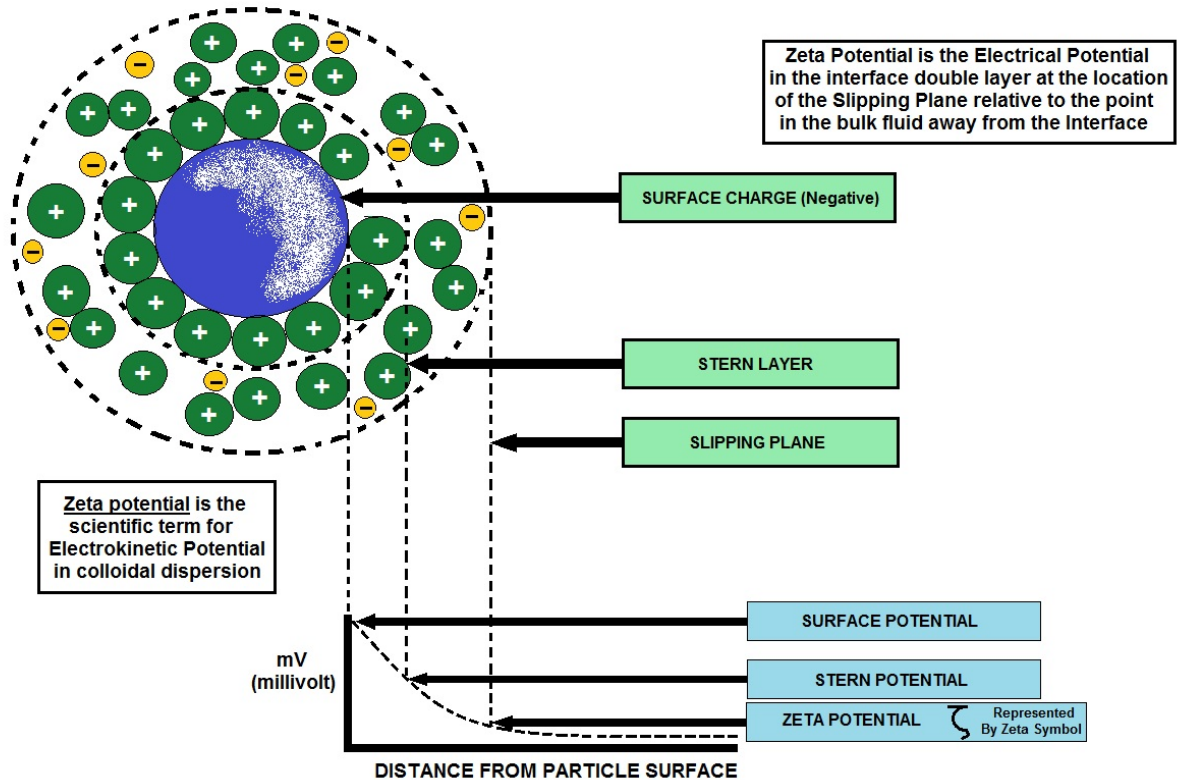 Zeta Potential is the Electrical Potential
in the interface double layer at the location
of the Slipping Plane relative to the point
in the bulk fluid away from the Interface
SURFACE CHARGE (Negative)
STERN LAYER
SLIPPING PLANE
Zeta potential is the
scientific term for
Electrokinetic Potential
in colloidal dispersion
SURFACE POTENTIAL
mV
(millivolt)
STERN POTENTIAL
ZETA POTENTIAL ζ Represented
By Zeta Symbol
DISTANCE FROM PARTICLE SURFACE